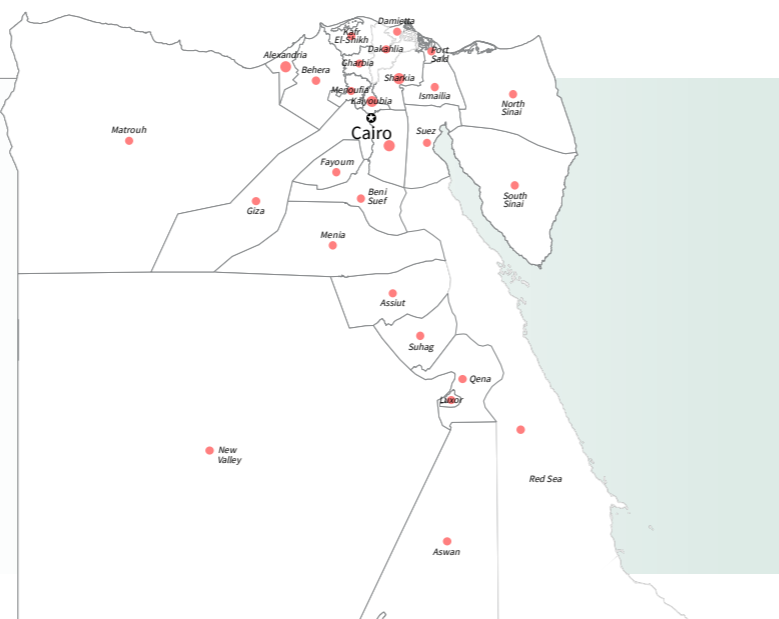 Damietta
Kafr
El-Shikh
Dakahlia
Port
Said
Alexandria
Gharbia
Behera
Sharkia
Menoufia
Ismailia
Kalyoubia
North
Sinai
Cairo
Suez
Matrouh
Fayoum
Beni
Suef
South
Sinai
Giza
Menia
Assiut
Suhag
Qena
Luxor
New
Valley
Red Sea
Aswan